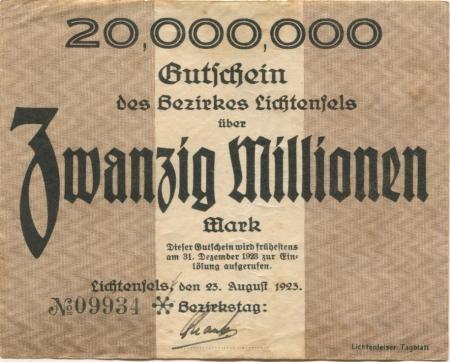 20,000,000
Gutschein
des Bezirkes Lichtenfels
über
Zwanzig Millionen
Mark
Dieser Gutschein wird frühestens
am 31. Dezember 1923 zur Ein-
lösung aufgerufen.
Lichtenfels, den 23. August 1923.
№09934 * Bezirkstag:
Lichtenfelser Tagblatt